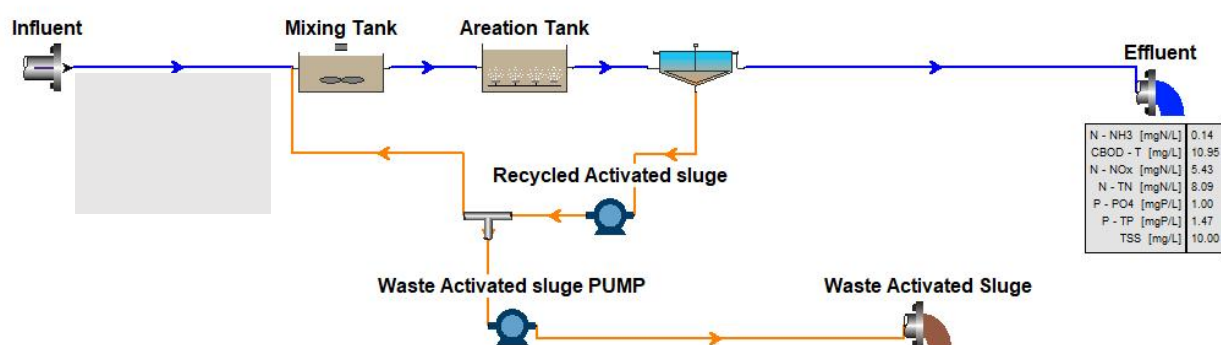 Influent
Mixing Tank
Areation Tank
Effluent
N - NH3 [mgN/L] 0.14
CBOD - T [mg/L] 10.95
N - NOx [mgN/L] 5.43
N - TN [mgN/L] 8.09
P - PO4 [mgP/L] 1.00
P - TP [mgP/L] 1.47
TSS [mg/L] 10.00
Recycled Activated sluge
Waste Activated sluge PUMP
Waste Activated Sluge